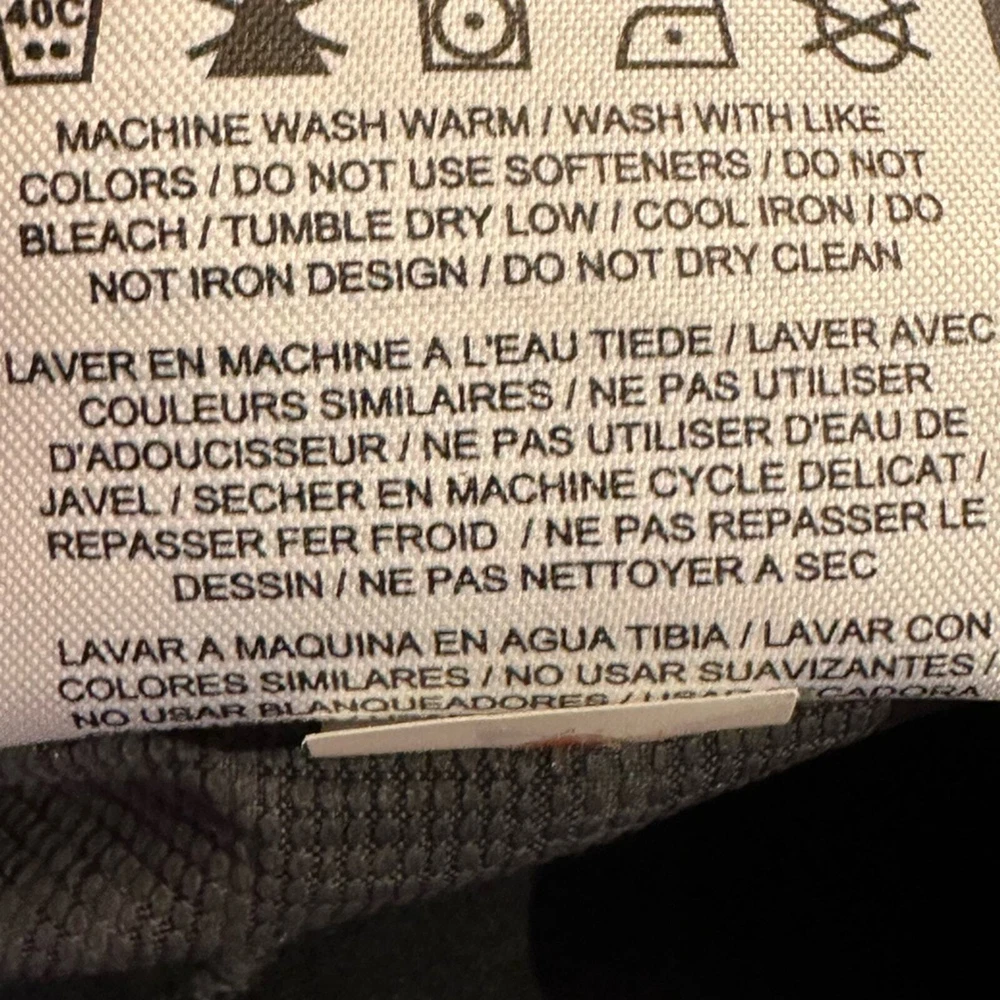 40C
MACHINE WASH WARM / WASH WITH LIKE
COLORS / DO NOT USE SOFTENERS / DO NOT
BLEACH / TUMBLE DRY LOW / COOL IRON / DO
NOT IRON DESIGN / DO NOT DRY CLEAN
LAVER EN MACHINE A L'EAU TIEDE / LAVER AVEC
COULEURS SIMILAIRES / NE PAS UTILISER
D'ADOUCISSEUR / NE PAS UTILISER D'EAU DE
JAVEL / SECHER EN MACHINE CYCLE DELICAT /
REPASSER FER FROID / NE PAS REPASSER LE
DESSIN / NE PAS NETTOYER A SEC
LAVAR A MAQUINA EN AGUA TIBIA / LAVAR CON
COLORES SIMILARES / NO USAR SUAVIZANTES /
NO USAR BLANQUEADORES /